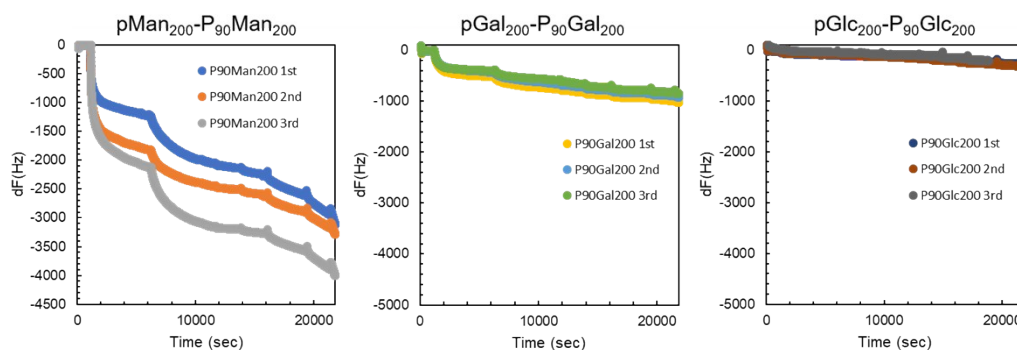 pMan200-P90Man200
0
-500
-1000
-1500
-2000
-2500
-3000
-3500
-4000
-4500
dF(Hz)
P90Man200 1st
P90Man200 2nd
P90Man200 3rd
0
10000
20000
Time (sec)
pGal200-P90Gal200
0
-1000
-2000
-3000
-4000
-5000
dF(Hz)
P90Gal200 1st
P90Gal200 2nd
P90Gal200 3rd
0
10000
20000
Time (sec)
pGlc200-P90Glc200
0
-1000
-2000
-3000
-4000
-5000
dF(Hz)
P90Glc200 1st
P90Glc200 2nd
P90Glc200 3rd
0
10000
20000
Time (sec)